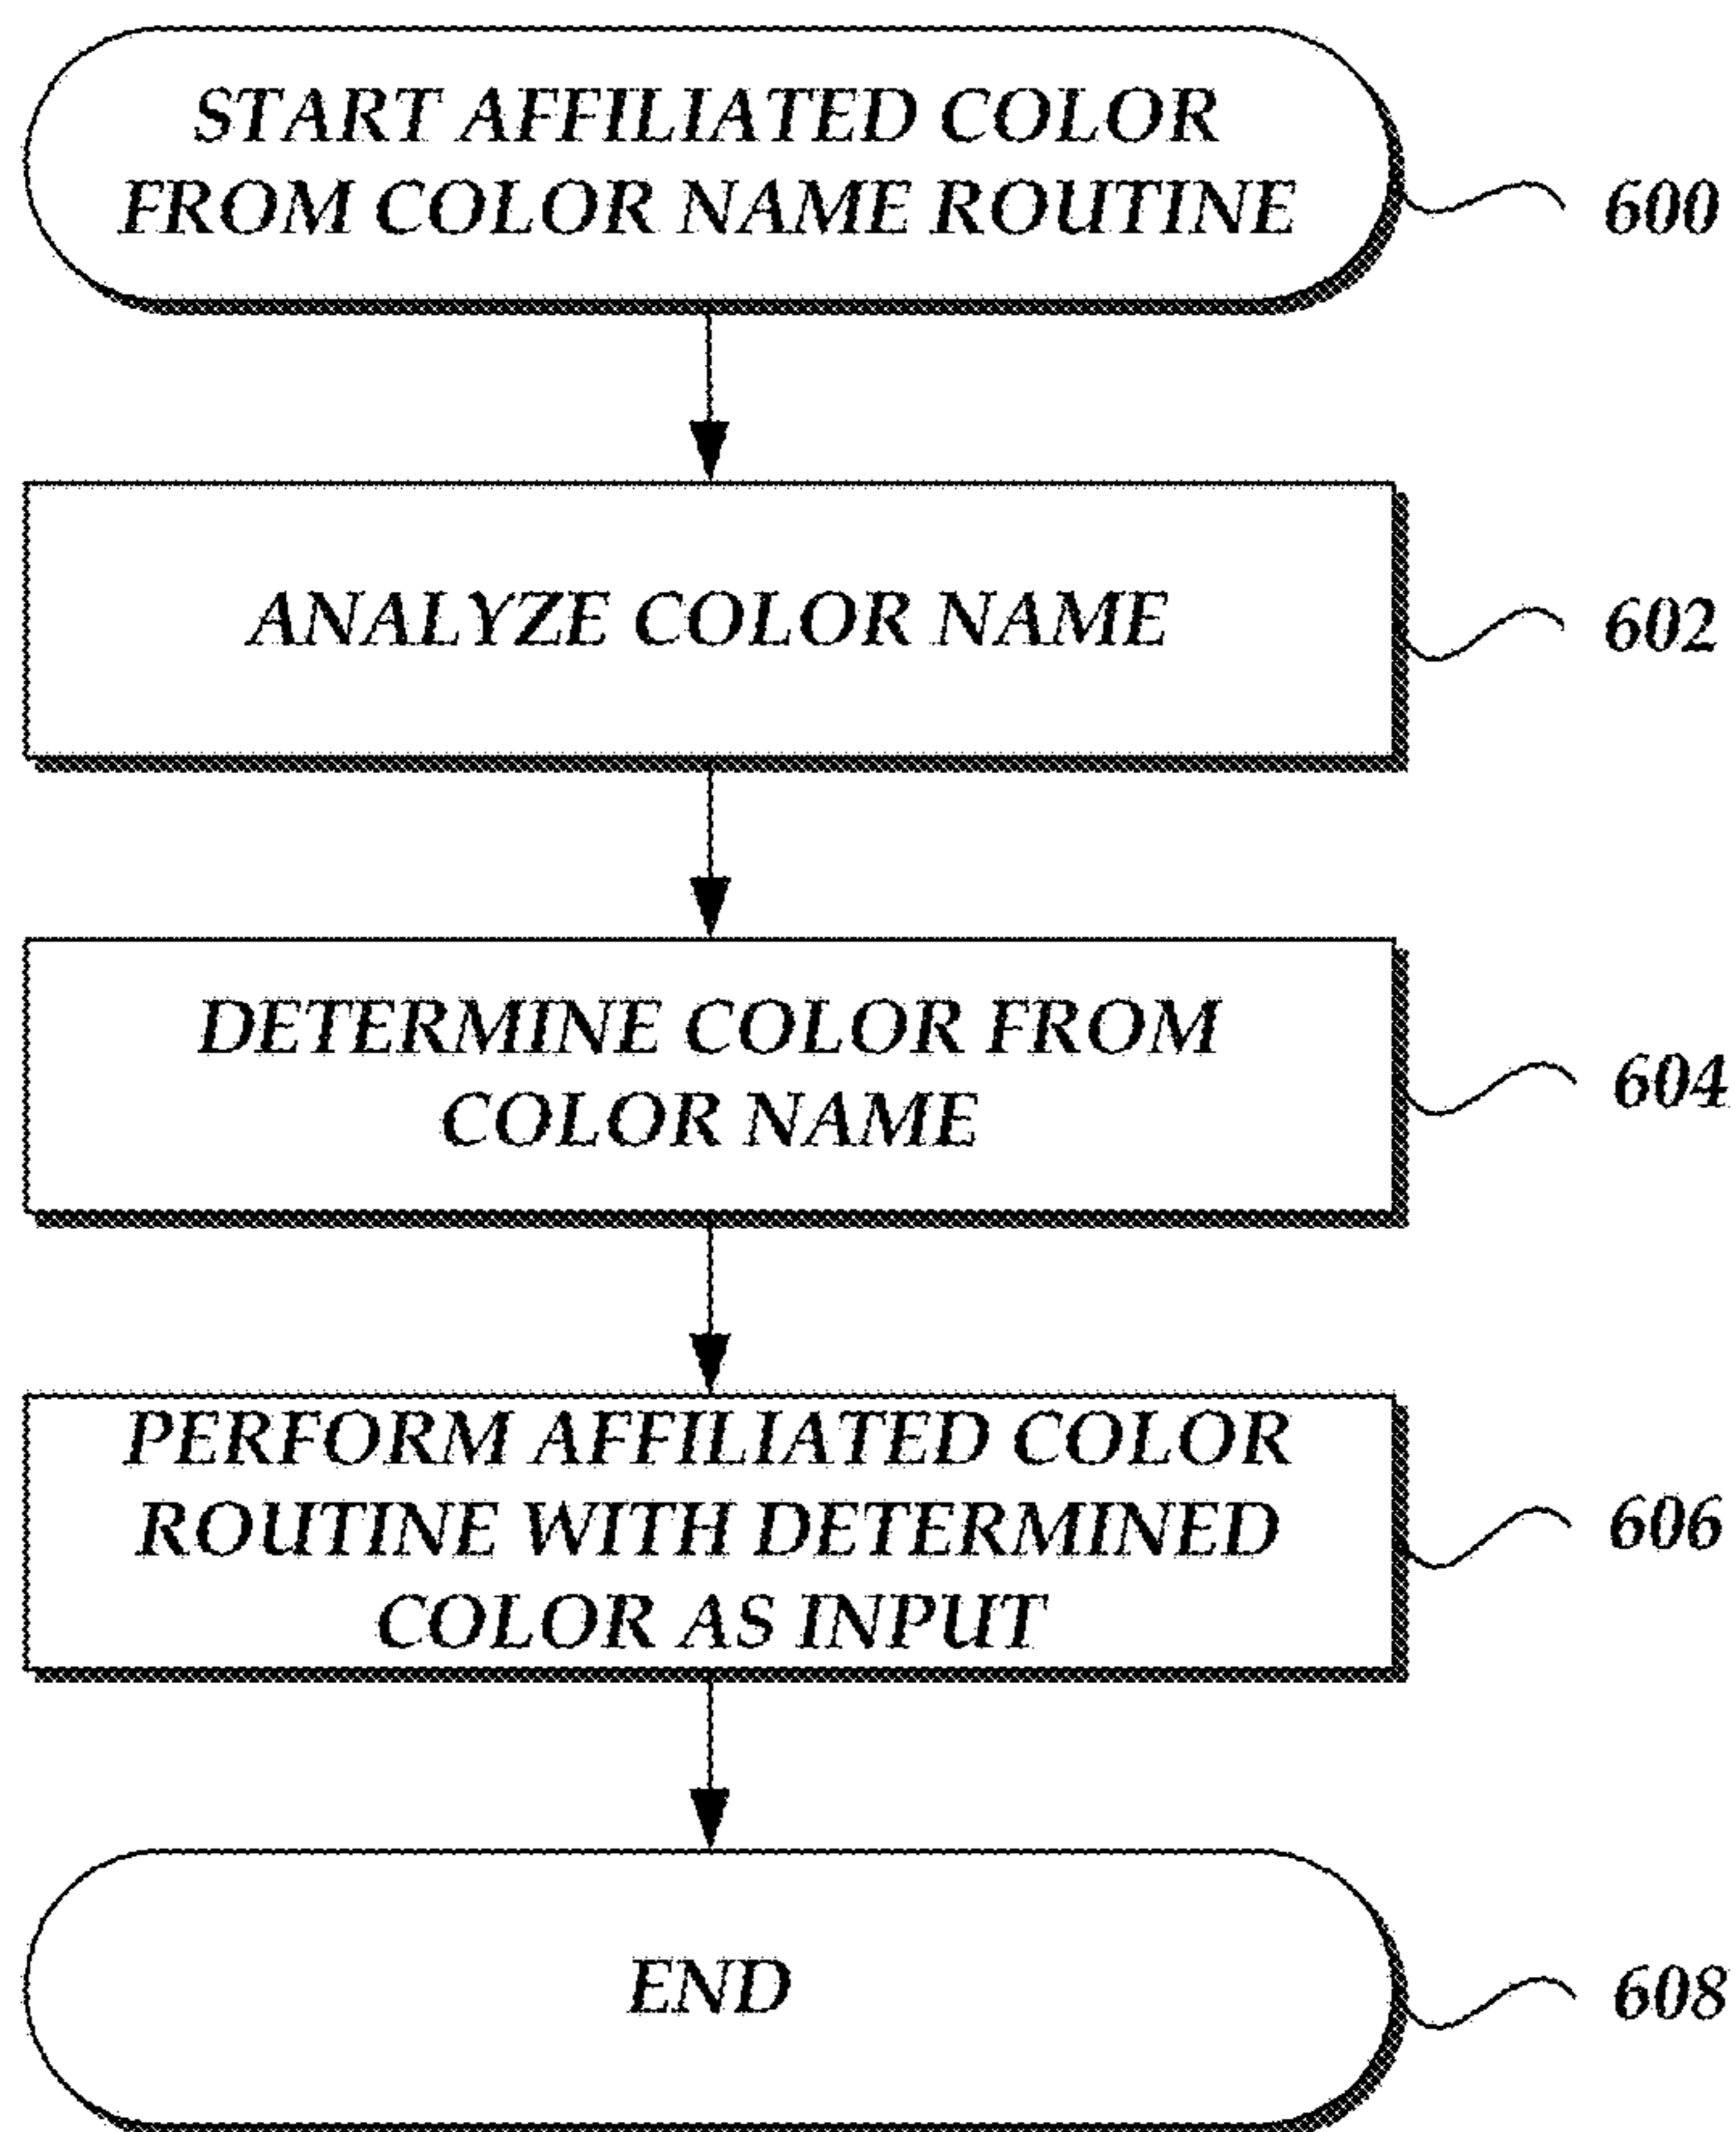 START AFFILIATED COLOR
FROM COLOR NAME ROUTINE
600
ANALYZE COLOR NAME
602
DETERMINE COLOR FROM
COLOR NAME
604
PERFORM AFFILIATED COLOR
ROUTINE WITH DETERMINED
COLOR AS INPUT
606
END
608